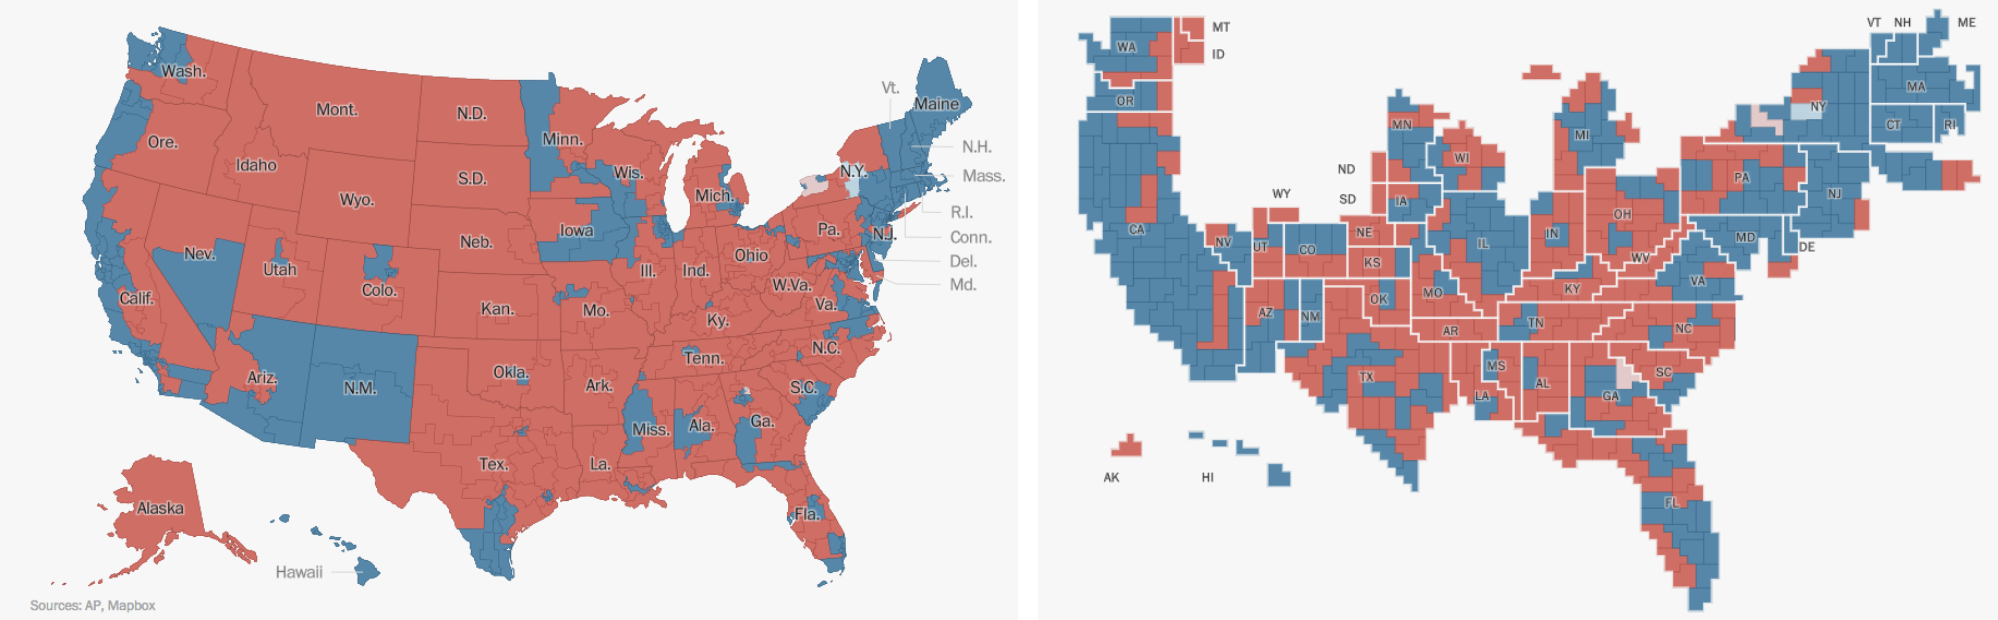 Wash.
Mont.
N.D.
Minn.
Vt.
Maine
Ore.
Idaho
S.D.
Wis.
Mich.
N.Y.
N.H.
Mass.
Wyo.
Iowa
Neb.
Pa.
N.J.
R.I.
Conn.
Nev.
Utah
Colo.
Ill.
Ind.
Ohio
Del.
Md.
Calif.
Kan.
Mo.
W.Va.
Va.
Ky.
Ariz.
N.M.
Okla.
Ark.
Tenn.
N.C.
S.C.
Miss.
Ala.
Ga.
Tex.
La.
Fla.
Alaska
Hawaii
Sources: AP, Mapbox
WA
MT
ID
OR
VT
NH
ME
MN
WI
MI
NY
MA
CT
RI
ND
SD
WY
IA
PA
NJ
CA
NV
UT
CO
NE
KS
IL
IN
OH
WV
MD
DE
VA
AZ
NM
OK
MO
KY
AR
TN
NC
TX
LA
MS
AL
GA
SC
FL
AK
HI